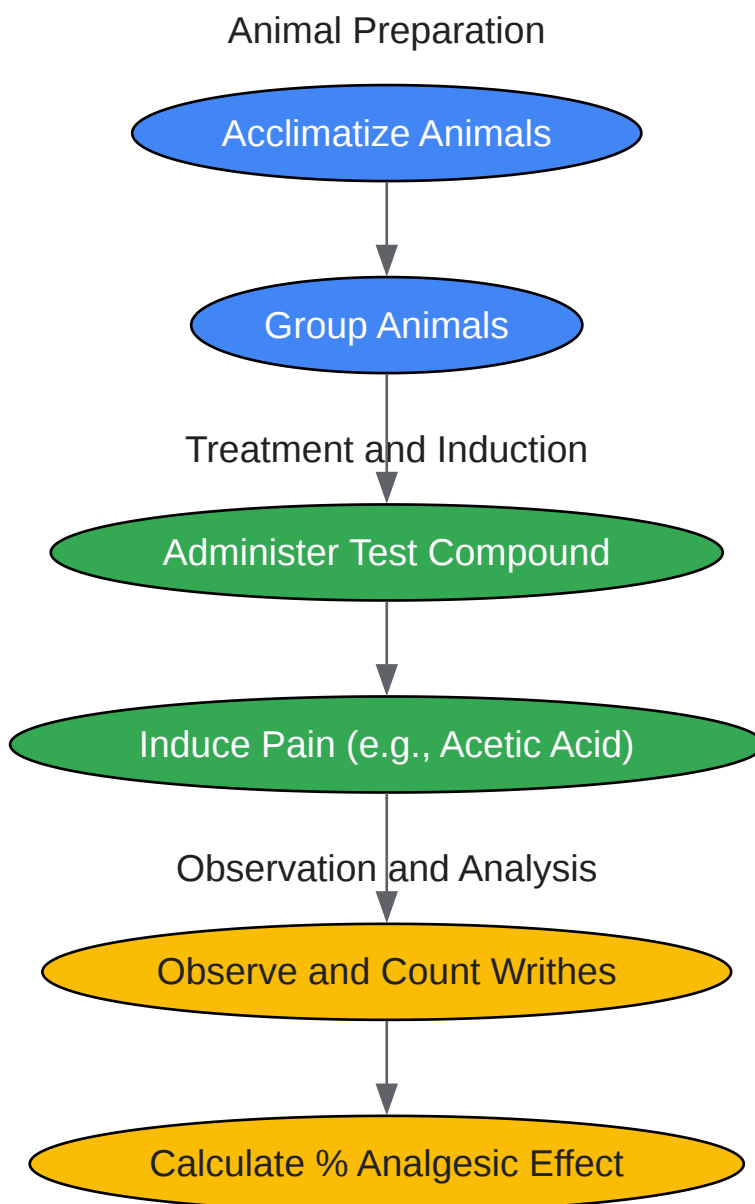 Animal Preparation
Acclimatize Animals
Group Animals
Treatment and Induction
Administer Test Compound
Induce Pain (e.g., Acetic Acid)
Observation and Analysis
Observe and Count Writhes
Calculate % Analgesic Effect